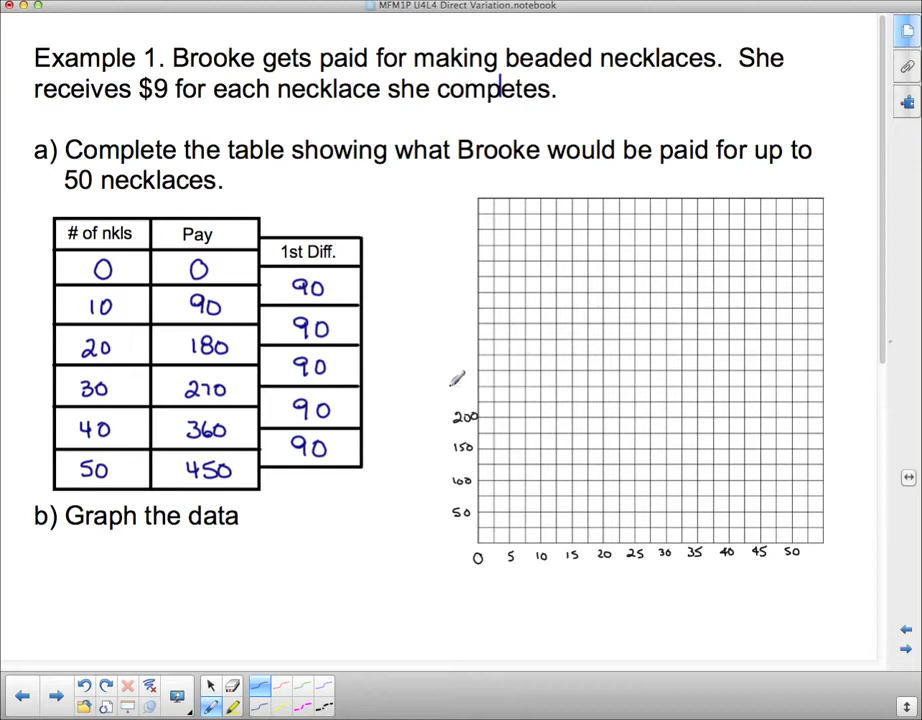 MFM1P U4L4 Direct Variation.notebook
Example 1. Brooke gets paid for making beaded necklaces. She
receives $9 for each necklace she competes.
a) Complete the table showing what Brooke would be paid for up to
50 necklaces.
# of nkls Pay
1st Diff.
0 0
90
10 90
90
20 180
90
30 270
90
40 360
90
50 450
b) Graph the data
200
150
100
50
0 5 10 15 20 25 30 35 40 45 50